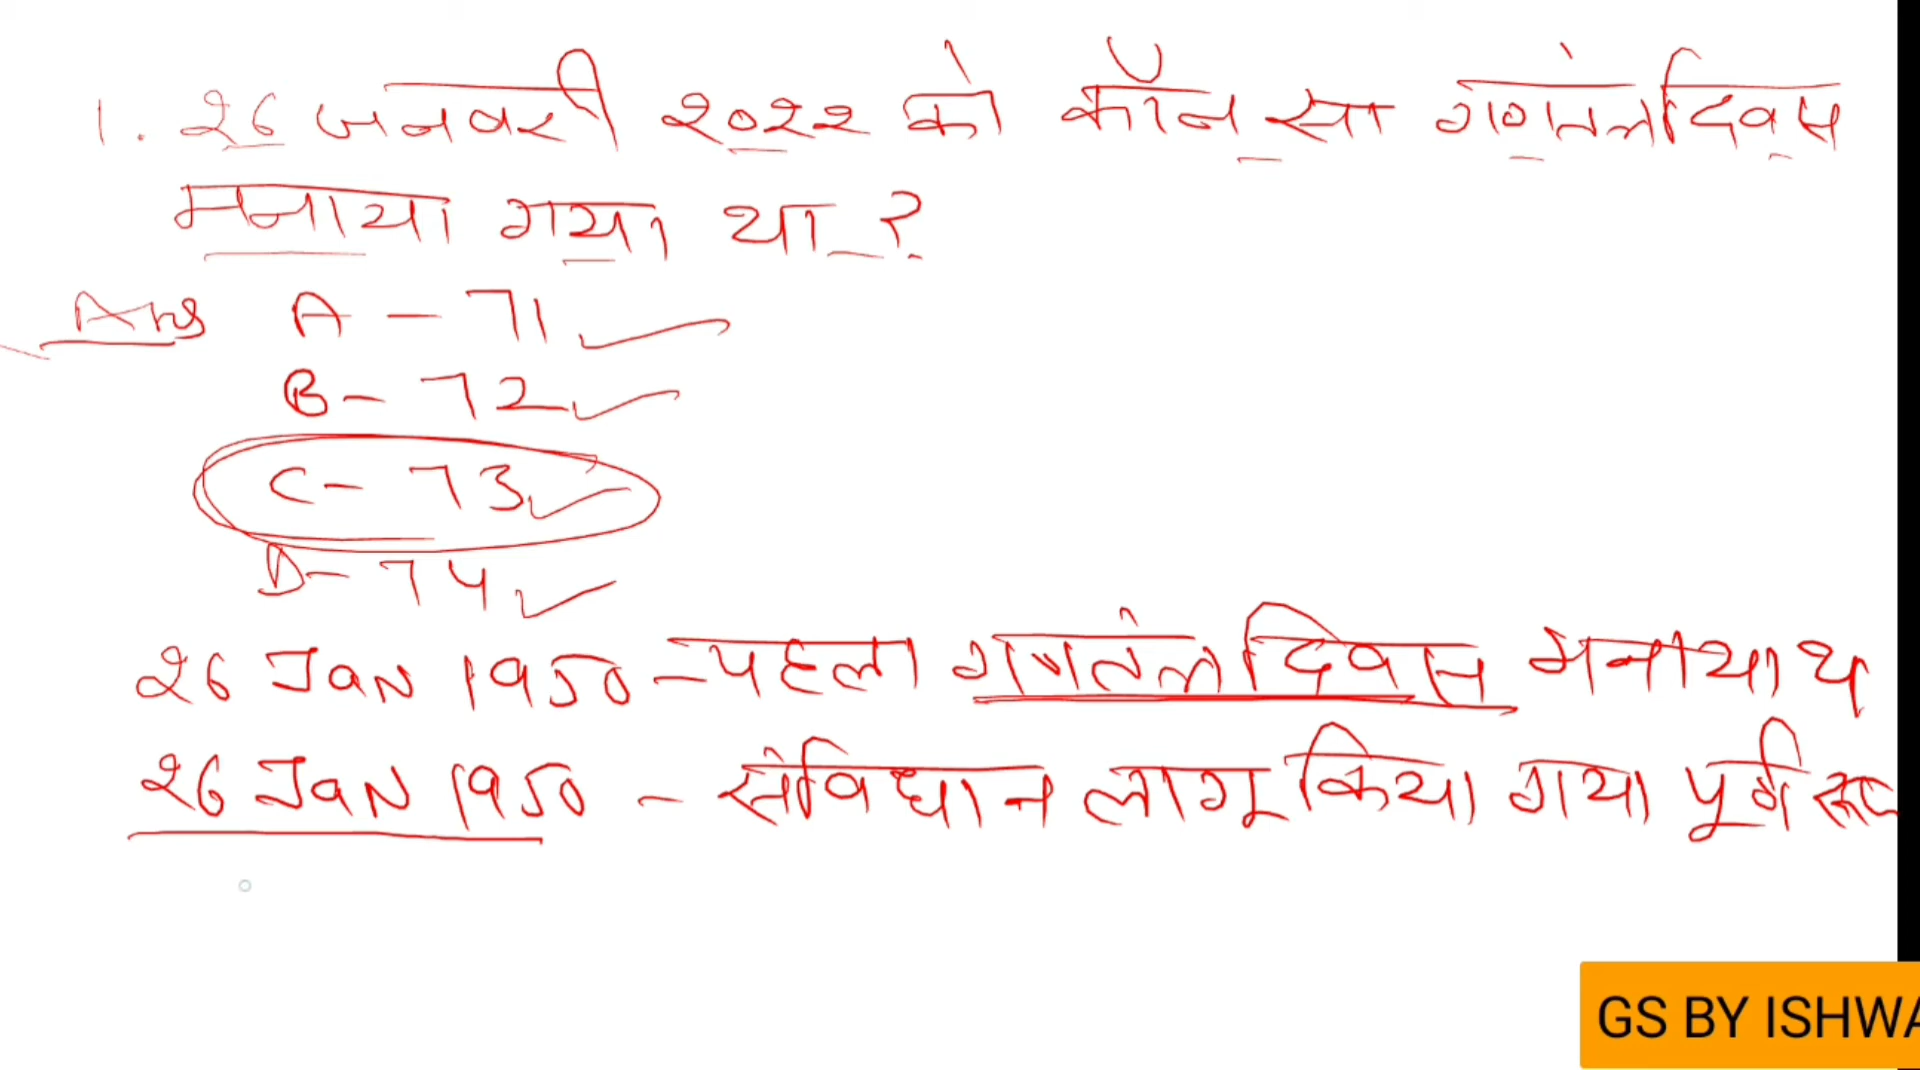 1. 26 जनवरी 2022 को कौन सा गणतंत्र दिवस
मनाया गया था ?
Ans A - 71
B - 72
C - 73
D - 74
26 JAN 1950 - पहला गणतंत्र दिवस मनाया थ
26 JAN 1950 - संविधान लागू किया गया पूर्ण रूप
GS BY ISHWA